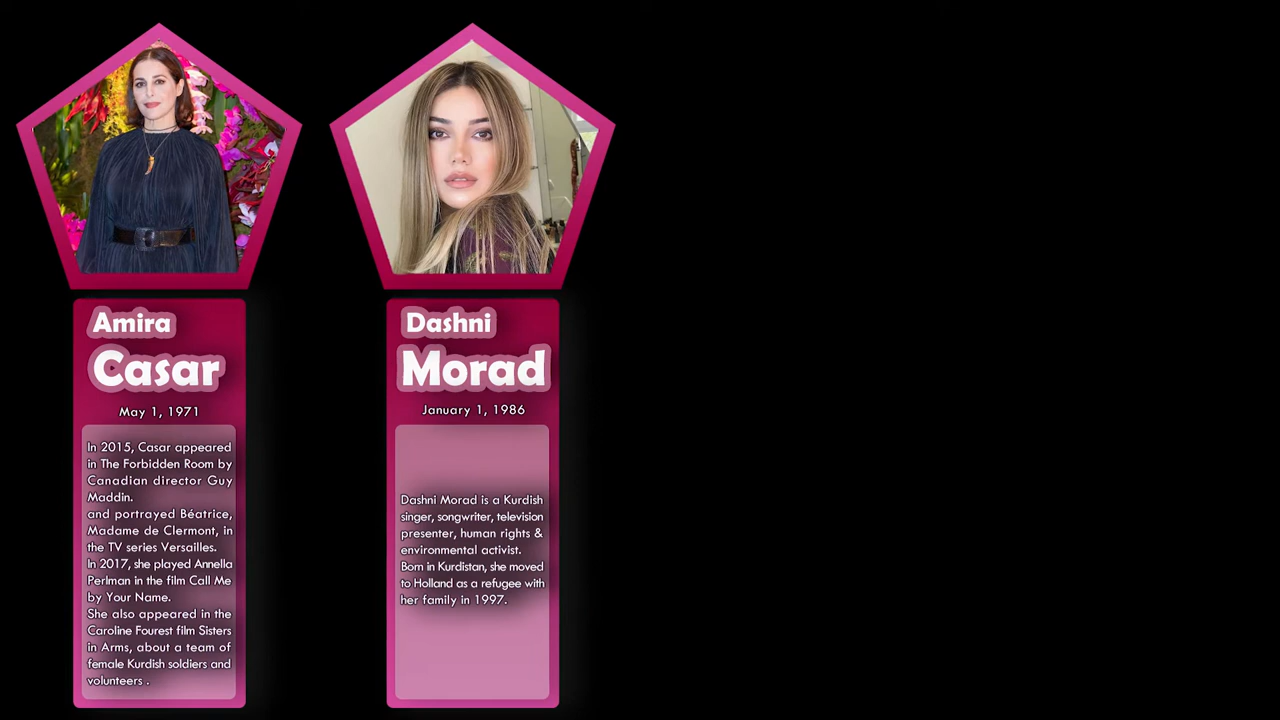 Amira
Casar
May 1, 1971
In 2015, Casar appeared
in The Forbidden Room by
Canadian director Guy
Maddin.
and portrayed Béatrice,
Madame de Clermont, in
the TV series Versailles.
In 2017, she played Annella
Perlman in the film Call Me
by Your Name.
She also appeared in the
Caroline Fourest film Sisters
in Arms, about a team of
female Kurdish soldiers and
volunteers .
Dashni
Morad
January 1, 1986
Dashni Morad is a Kurdish
singer, songwriter, television
presenter, human rights &
environmental activist.
Born in Kurdistan, she moved
to Holland as a refugee with
her family in 1997.